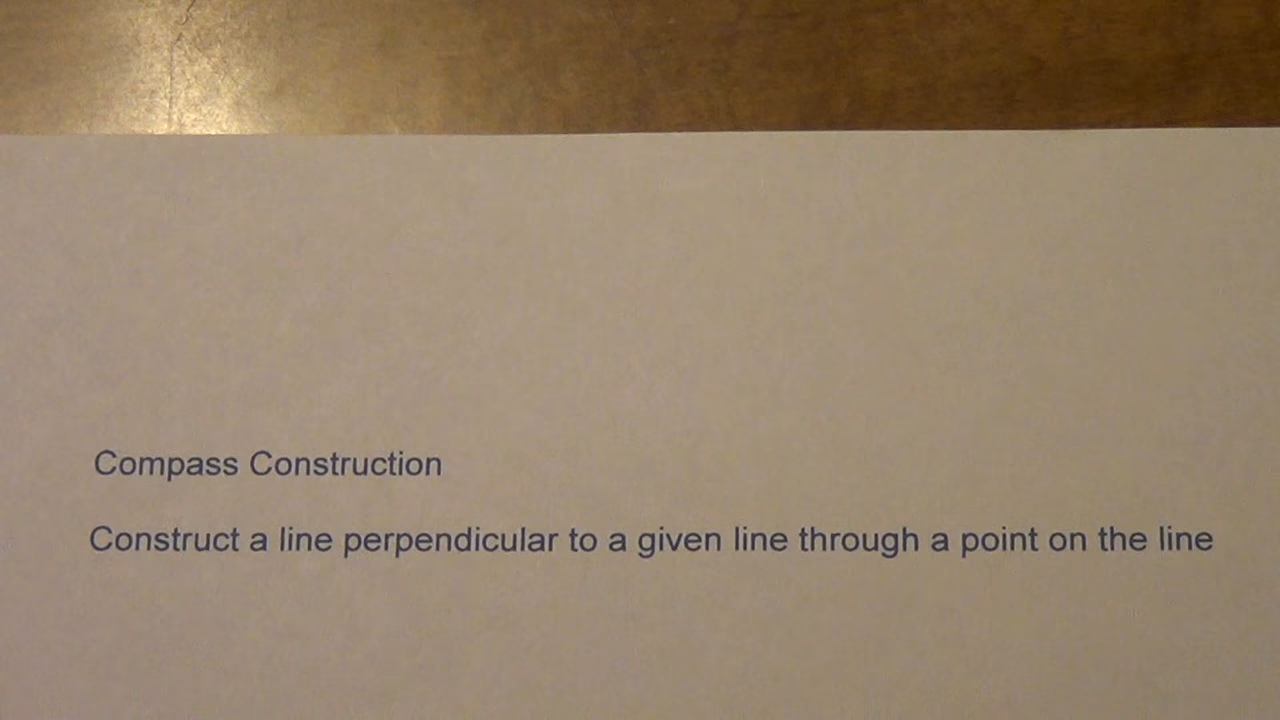 Compass Construction
Construct a line perpendicular to a given line through a point on the line